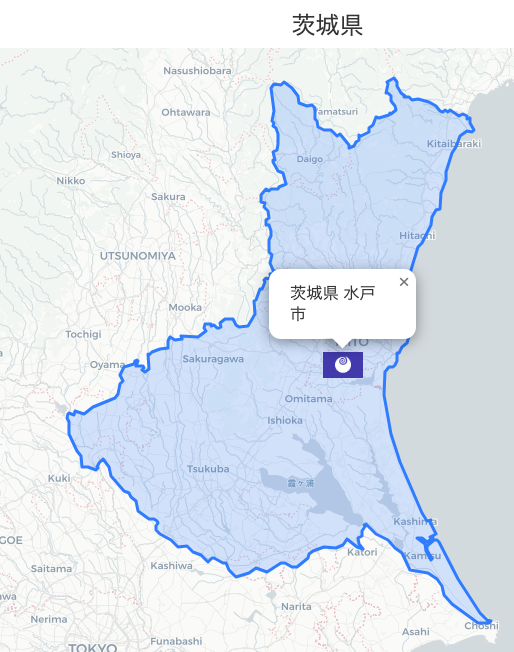 茨城県
Nasushiobara
Ohtawara
Yamatsuri
Kitaibaraki
Shioya
Daigo
Nikko
Sakura
Hitachi
UTSUNOMIYA
×
茨城県 水戸
市
Mooka
Tochigi
Sakuragawa
Oyama
Omitama
Ishioka
Tsukuba
Kuki
霞ヶ浦
Kashima
Katori
Kamisu
Kashiwa
Saitama
Narita
Nerima
Choshi
Asahi
Funabashi
TOKYO